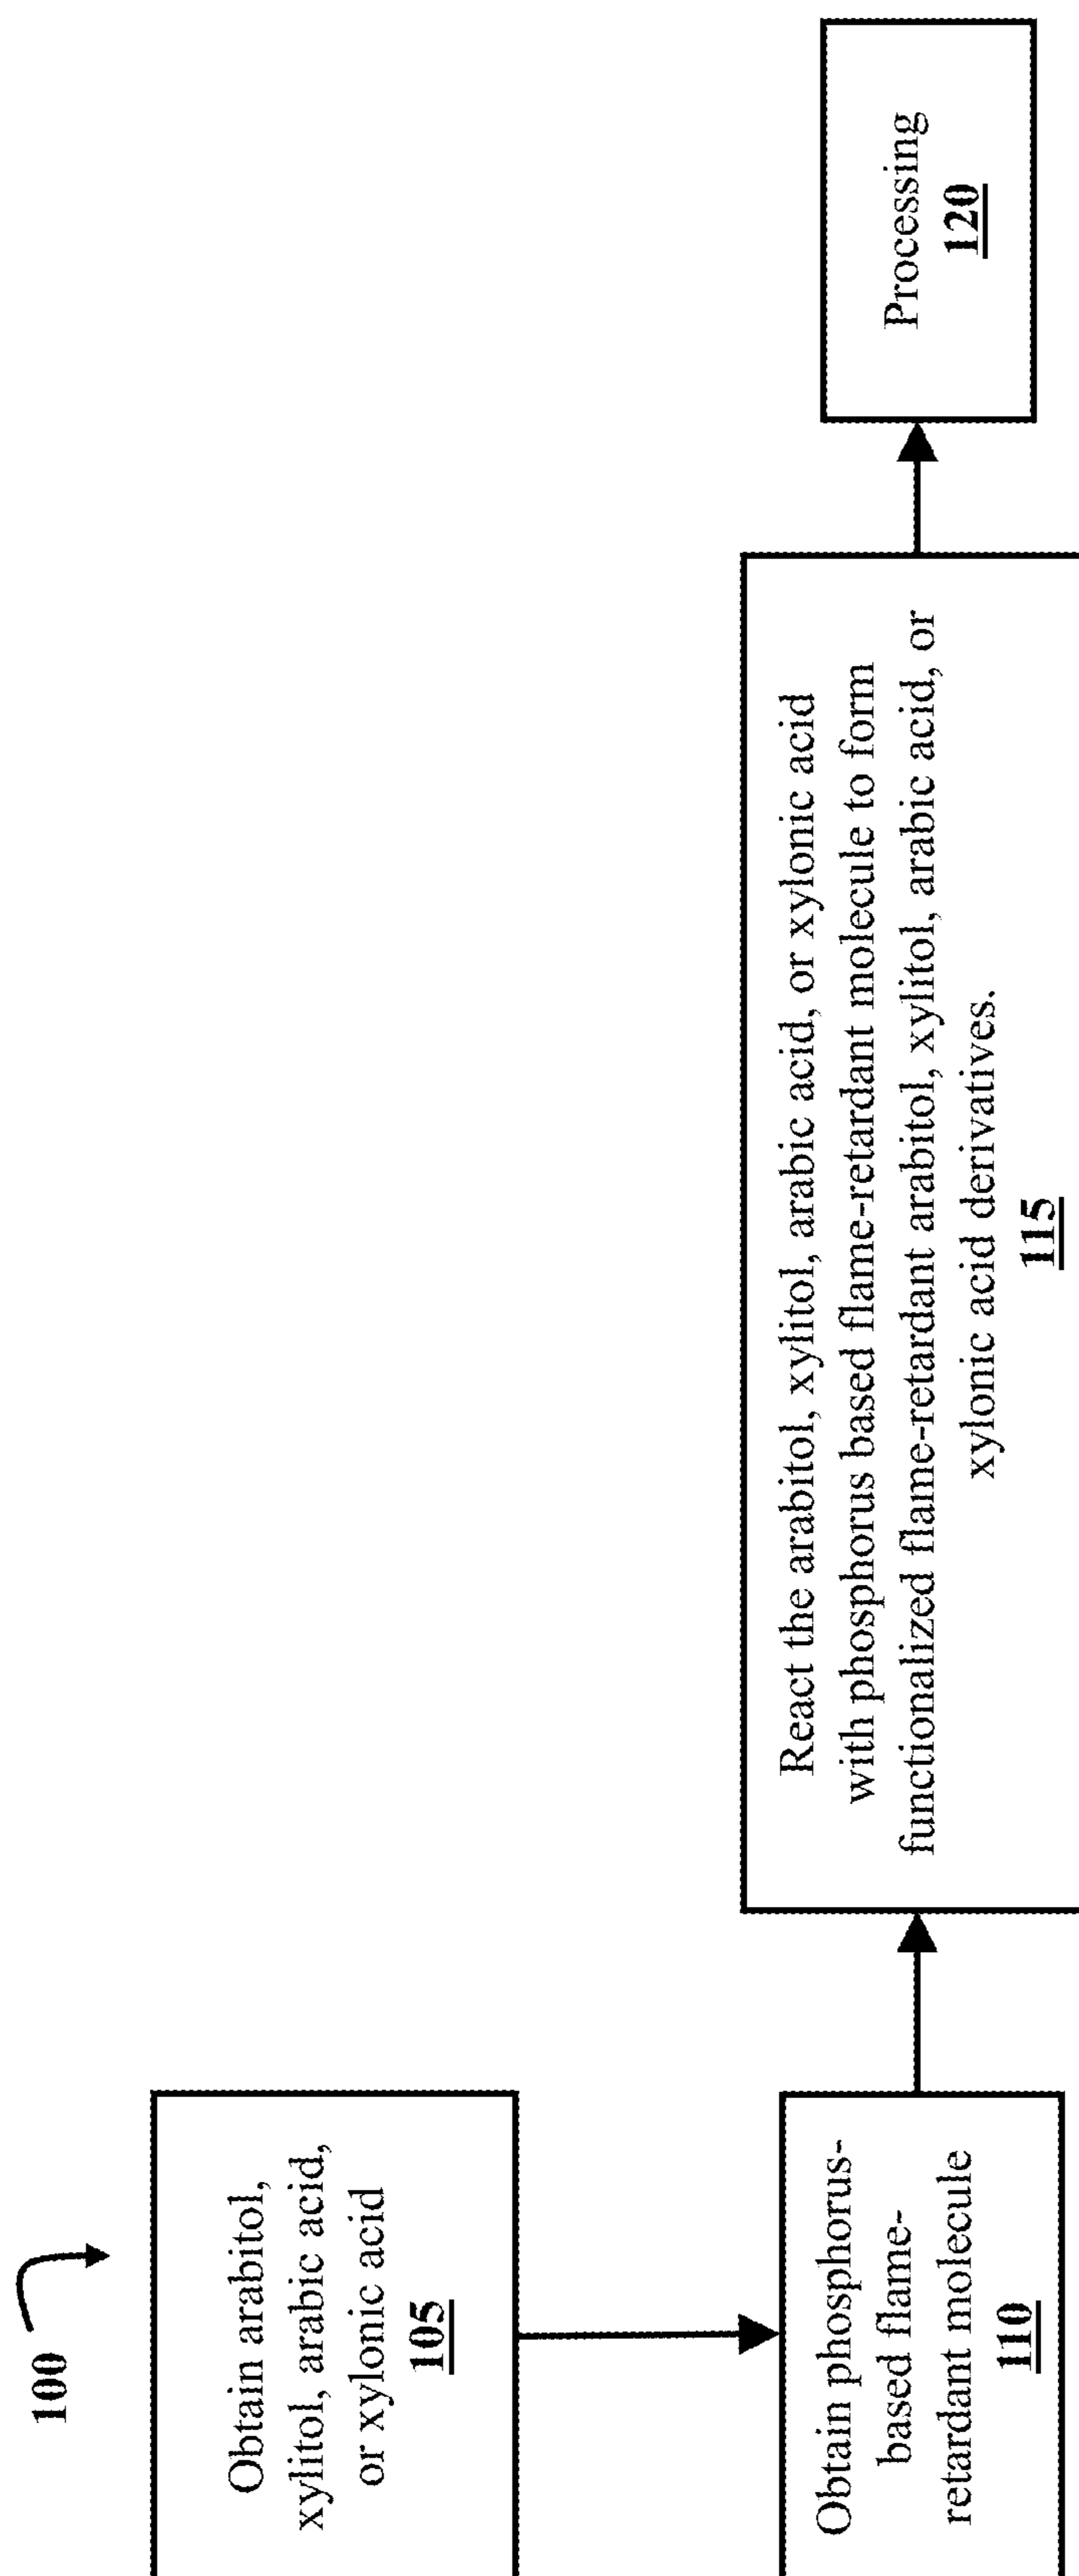 100
Obtain arabitol,
xylitol, arabic acid,
or xylonic acid
105
Obtain phosphorus-
based flame-
retardant molecule
110
React the arabitol, xylitol, arabic acid, or xylonic acid
with phosphorus based flame-retardant molecule to form
functionalized flame-retardant arabitol, xylitol, arabic acid, or
xylonic acid derivatives.
115
Processing
120